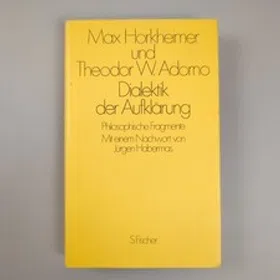 Max Horkheimer
und
Theodor W. Adorno
Dialektik
der Aufklärung
Philosophische Fragmente
Mit einem Nachwort von
Jürgen Habermas
S. Fischer